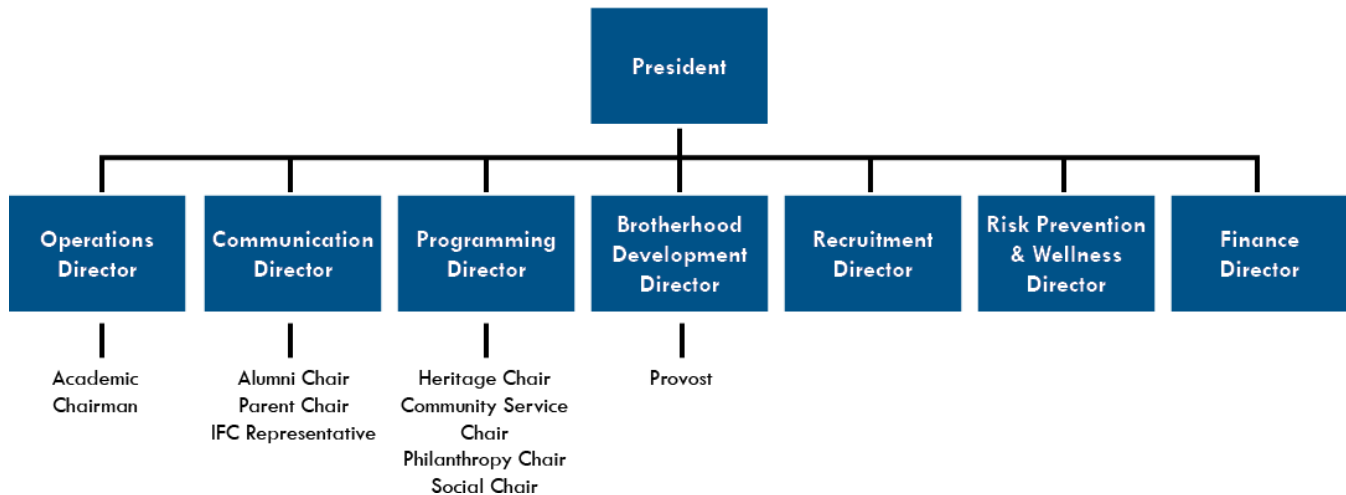 President
Operations
Director
Communication
Director
Programming
Director
Brotherhood
Development
Director
Recruitment
Director
Risk Prevention
& Wellness
Director
Finance
Director
Academic
Chairman
Alumni Chair
Parent Chair
IFC Representative
Heritage Chair
Community Service
Chair
Philanthropy Chair
Social Chair
Provost